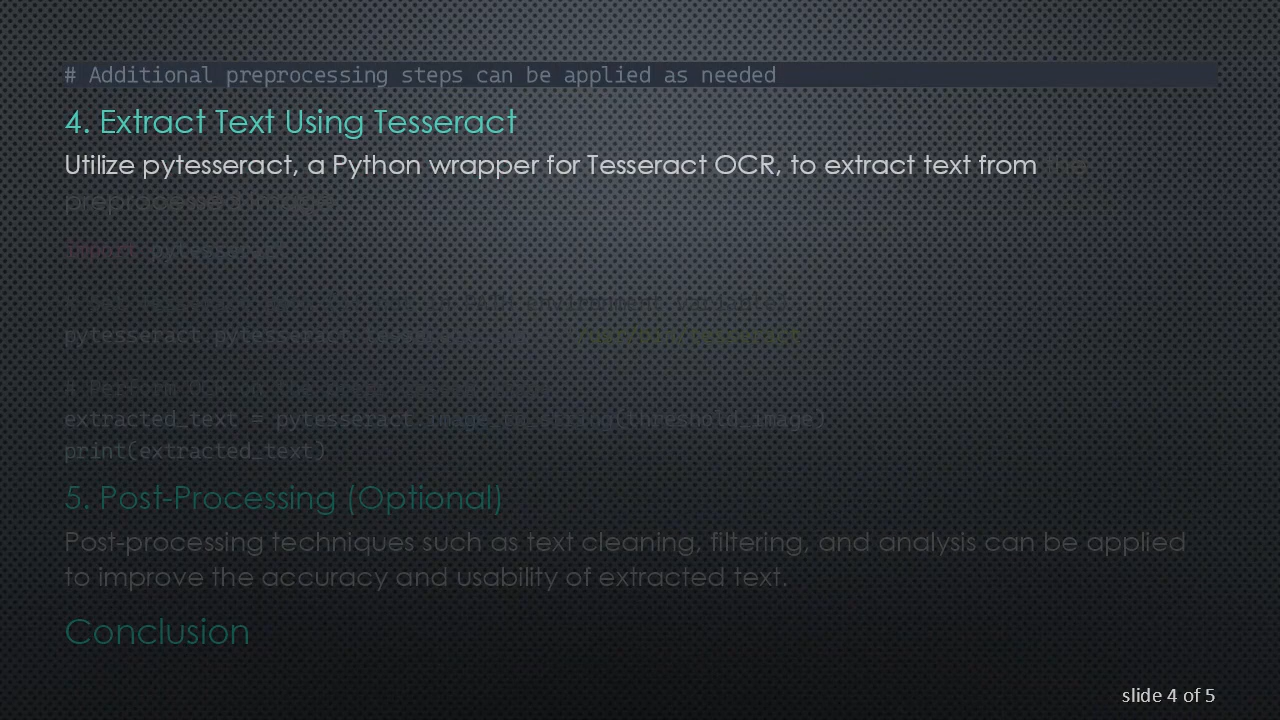 # Additional preprocessing steps can be applied as needed
4. Extract Text Using Tesseract
Utilize pytesseract, a Python wrapper for Tesseract OCR, to extract text from the
preprocessed image.
import pytesseract
pytesseract.pytesseract.tesseract_cmd
extracted_text = pytesseract.image_to_string(threshold_image)
print(extracted_text)
5. Post-Processing (Optional)
Post-processing techniques such as text cleaning, filtering, and analysis can be applied
to improve the accuracy and usability of extracted text.
Conclusion
slide 4 of 5